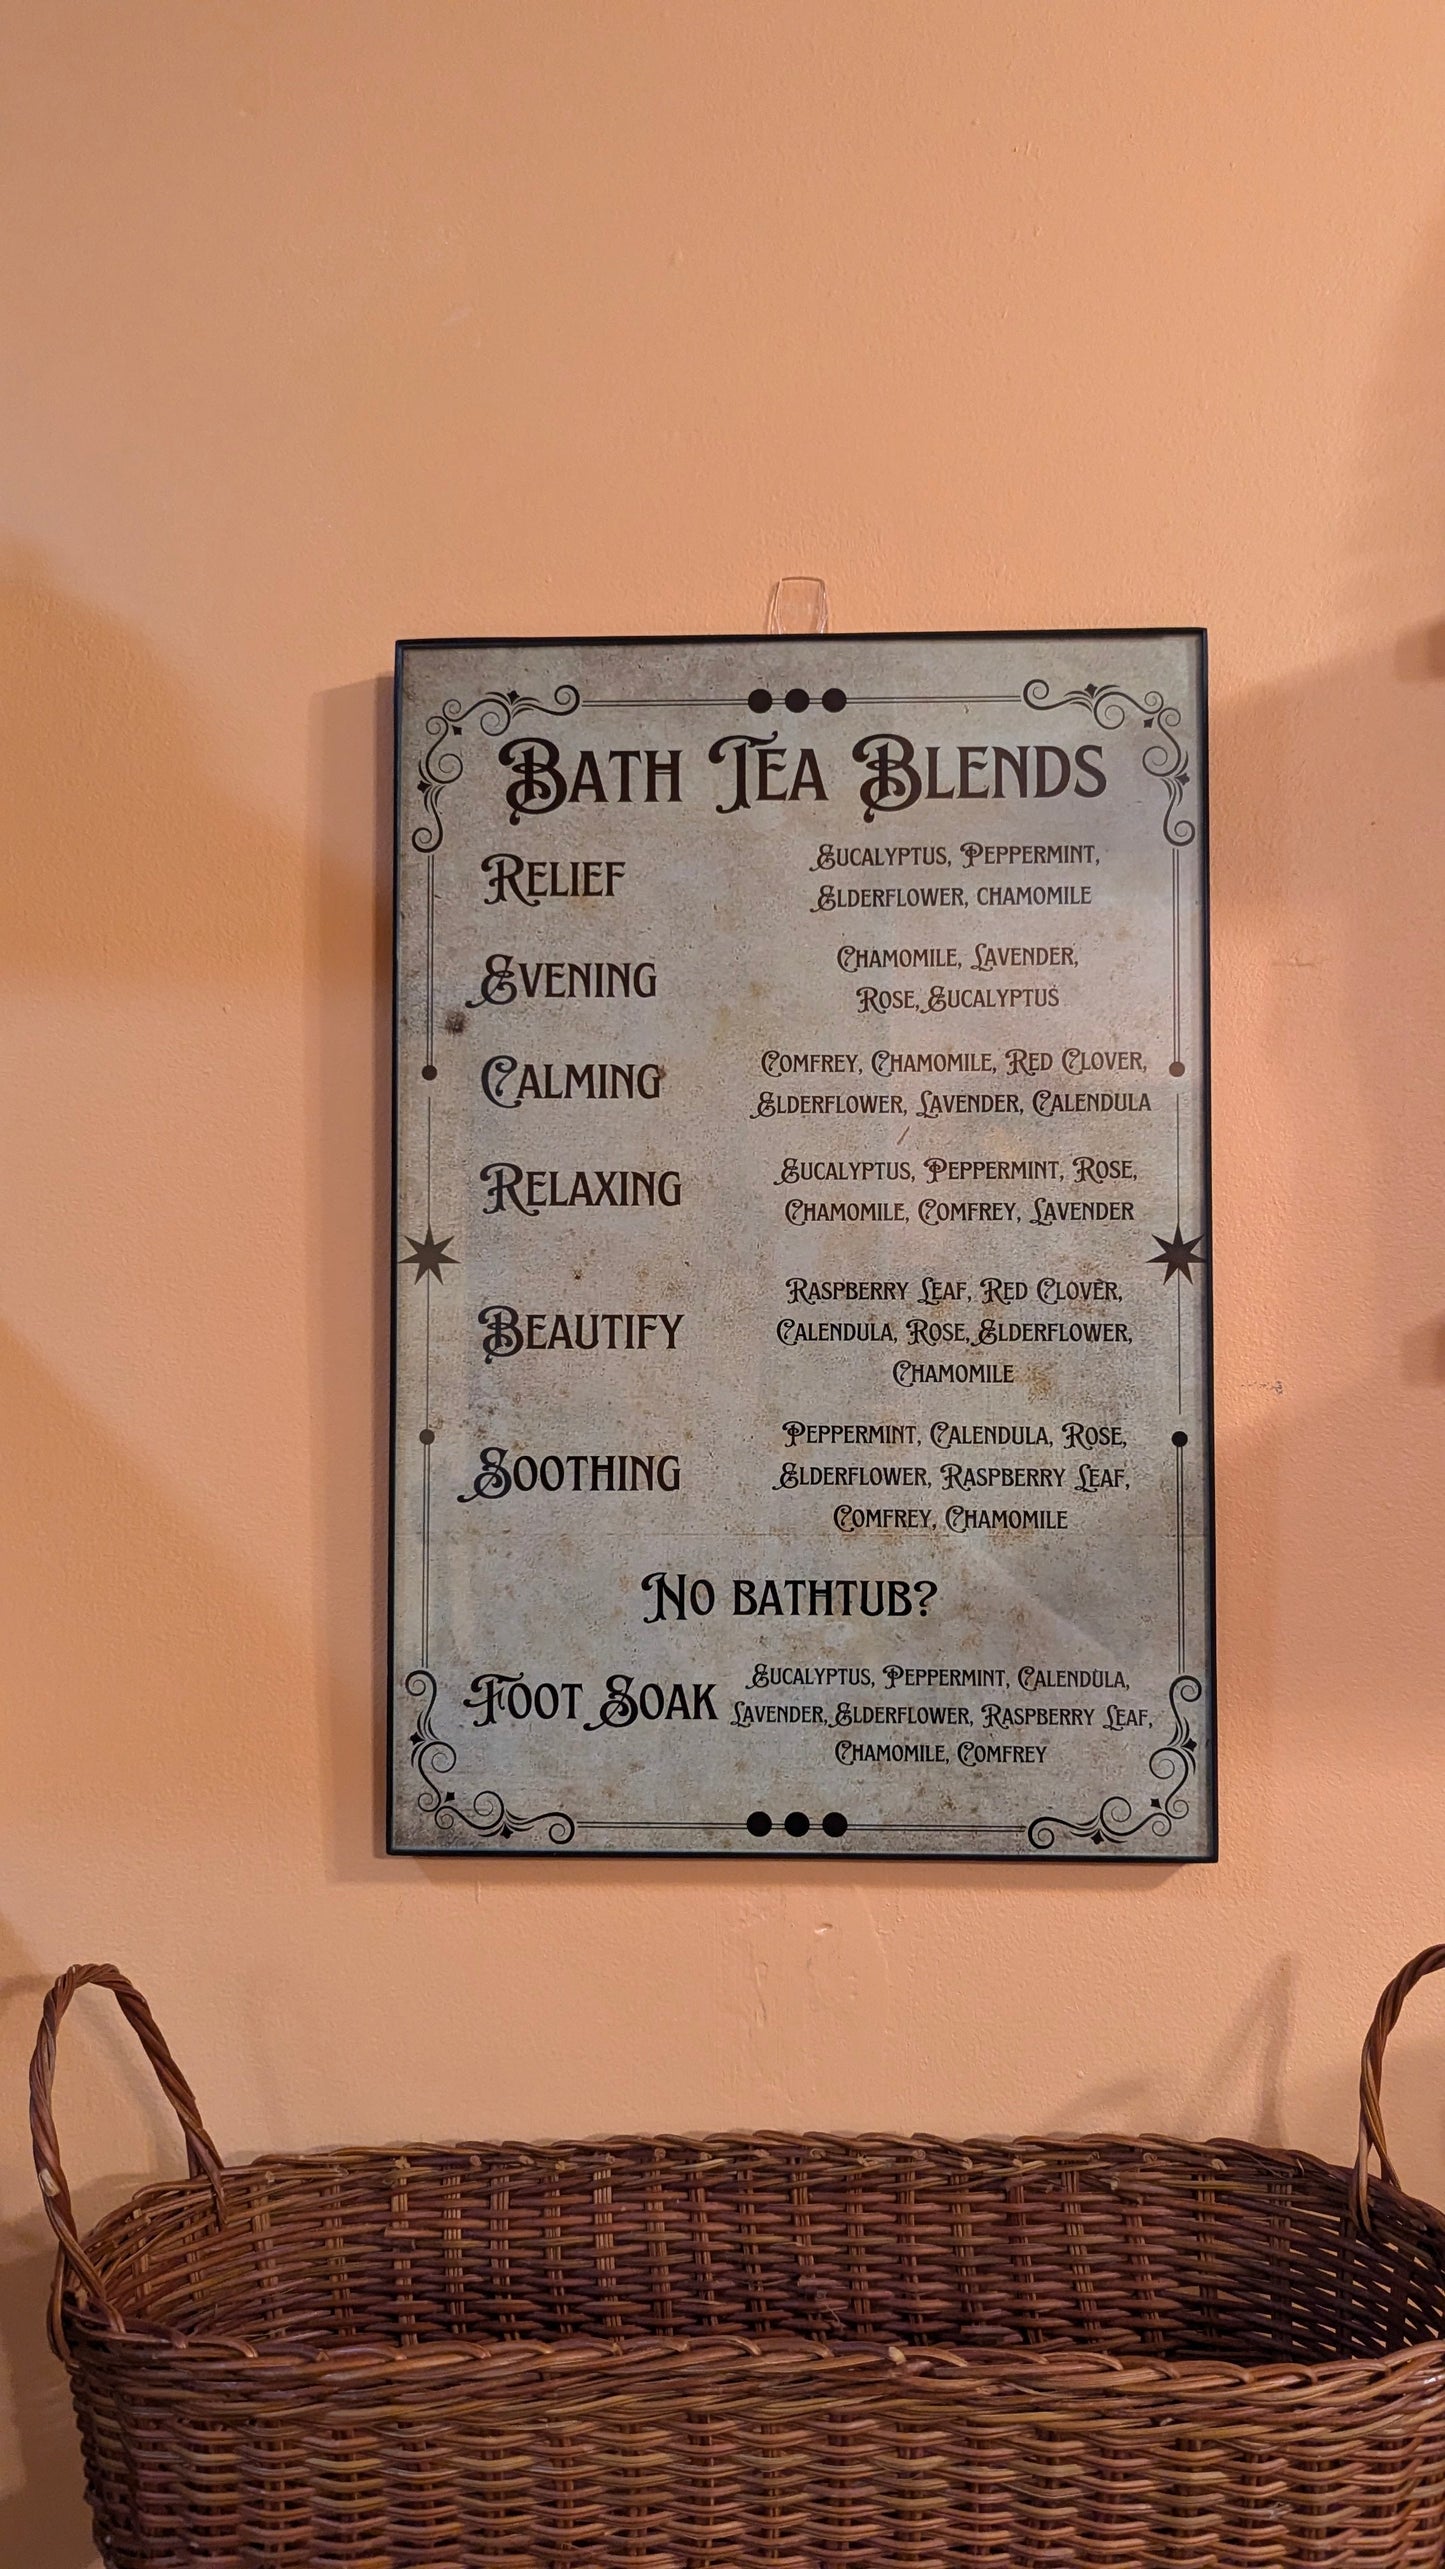 Bath Tea Blends
Relief
Eucalyptus, Peppermint,
Elderflower, chamomile
Evening
Chamomile, Lavender,
Rose, Eucalyptus
Calming
Comfrey, Chamomile, Red Clover,
Elderflower, Lavender, Calendula
Relaxing
Eucalyptus, Peppermint, Rose,
Chamomile, Comfrey, Lavender
Beautify
Raspberry Leaf, Red Clover,
Calendula, Rose, Elderflower,
Chamomile
Soothing
Peppermint, Calendula, Rose,
Elderflower, Raspberry Leaf,
Comfrey, Chamomile
No bathtub?
Foot Soak
Eucalyptus, Peppermint, Calendula,
Lavender, Elderflower, Raspberry Leaf,
Chamomile, Comfrey